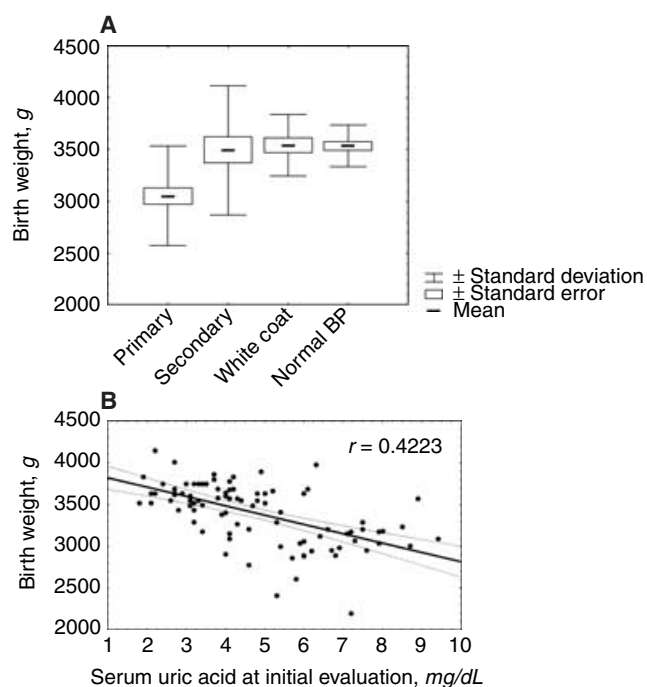 A
4500
4000
3500
3000
2500
2000
Birth weight, g
Primary
Secondary
White coat
Normal BP
± Standard deviation
± Standard error
Mean
B
4500
4000
3500
3000
2500
2000
Birth weight, g
r = 0.4223
1 2 3 4 5 6 7 8 9 10
Serum uric acid at initial evaluation, mg/dL